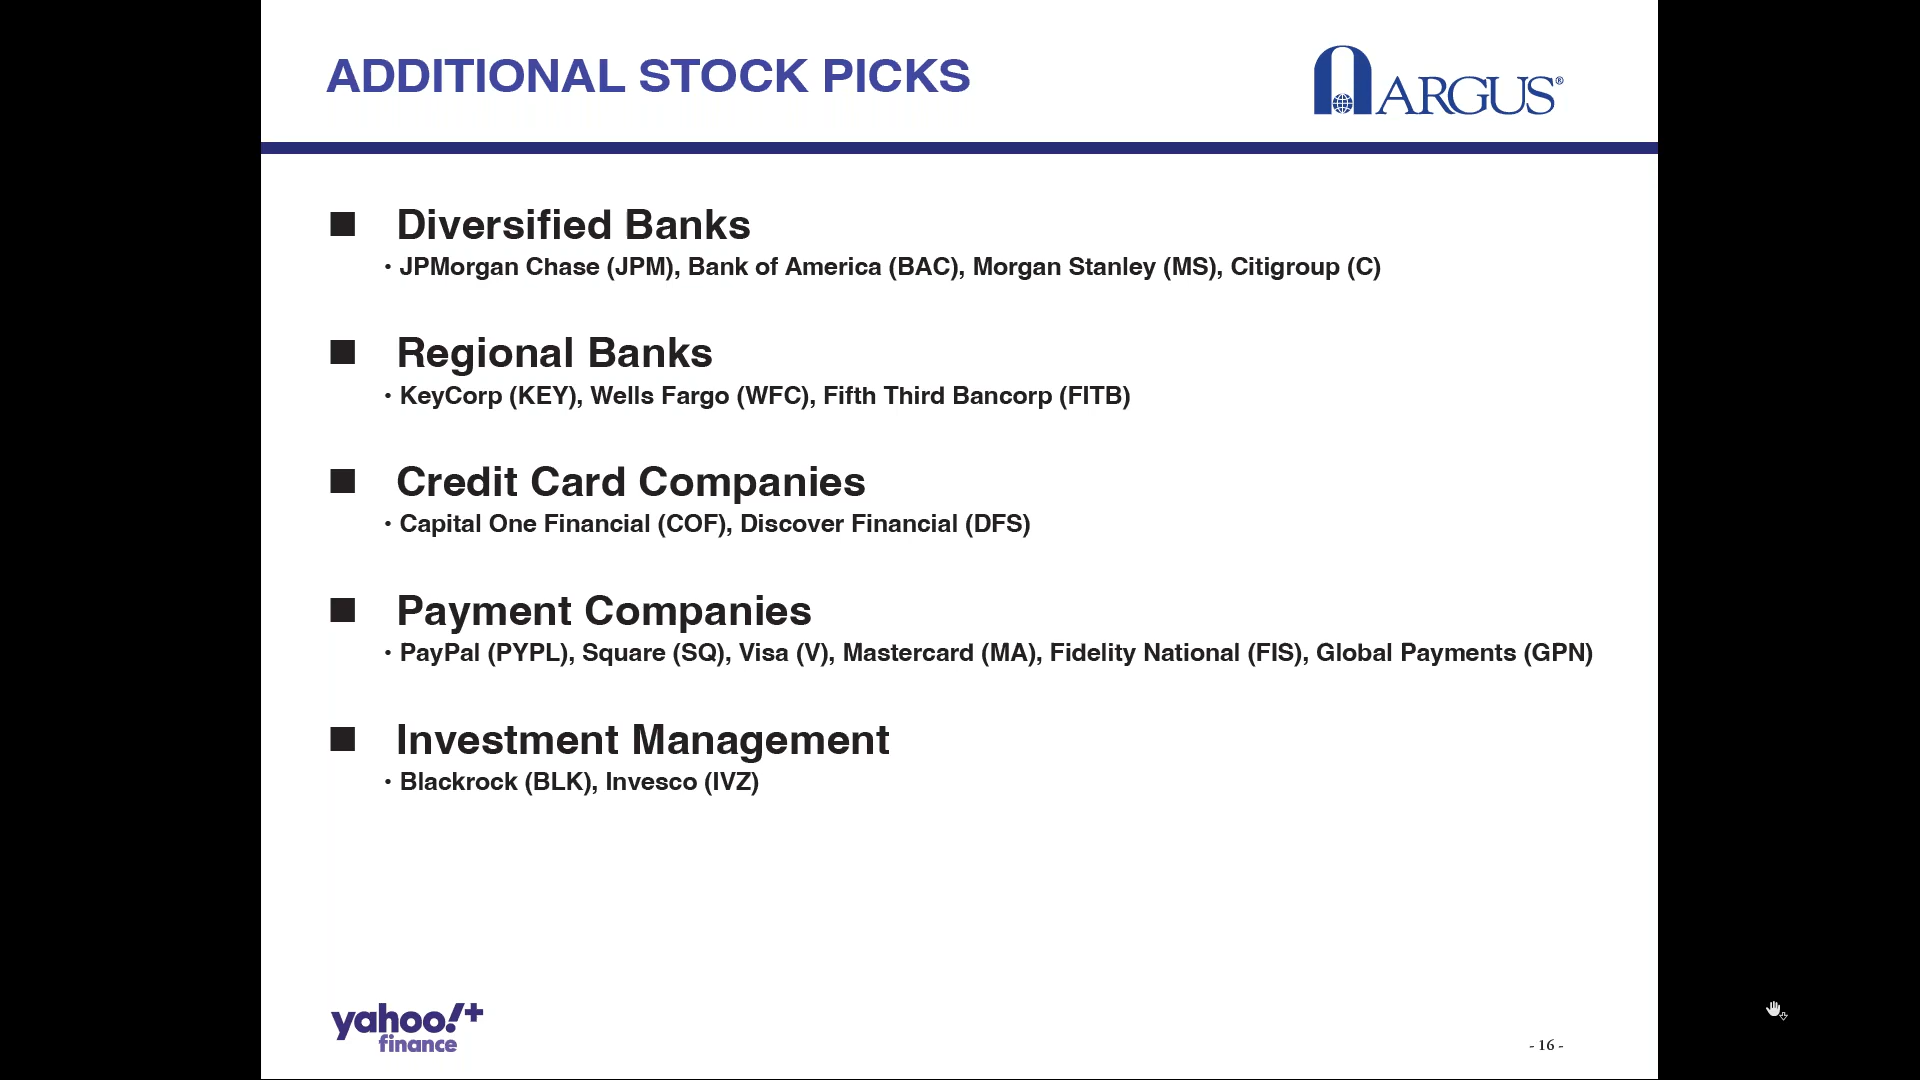 ADDITIONAL STOCK PICKS
ARGUS®
■ Diversified Banks
• JPMorgan Chase (JPM), Bank of America (BAC), Morgan Stanley (MS), Citigroup (C)
■ Regional Banks
• KeyCorp (KEY), Wells Fargo (WFC), Fifth Third Bancorp (FITB)
■ Credit Card Companies
• Capital One Financial (COF), Discover Financial (DFS)
■ Payment Companies
• PayPal (PYPL), Square (SQ), Visa (V), Mastercard (MA), Fidelity National (FIS), Global Payments (GPN)
■ Investment Management
• Blackrock (BLK), Invesco (IVZ)
yahoo!+
finance
- 16 -